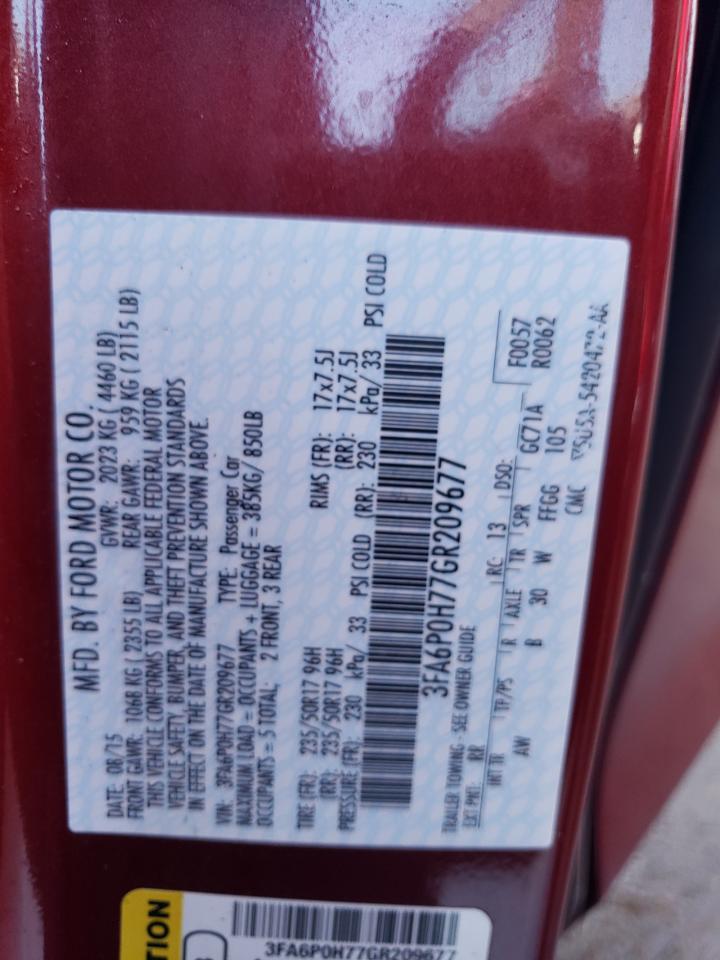 MFD. BY FORD MOTOR CO.
DATE: 08/15 GVWR: 2023 KG ( 4460 LB)
FRONT GAWR: 1068 KG ( 2355 LB) REAR GAWR: 959 KG ( 2115 LB)
THIS VEHICLE CONFORMS TO ALL APPLICABLE FEDERAL MOTOR
VEHICLE SAFETY, BUMPER, AND THEFT PREVENTION STANDARDS
IN EFFECT ON THE DATE OF MANUFACTURE SHOWN ABOVE.
VIN: 3FA6P0H77GR209677 TYPE: Passenger Car
MAXIMUM LOAD = OCCUPANTS + LUGGAGE = 385KG/ 850LB
OCCUPANTS = 5 TOTAL: 2 FRONT, 3 REAR
TIRE (FR): 235/50R17 96H RIMS (FR): 17x7.5J
(RR): 235/50R17 96H (RR): 17x7.5J
PRESSURE (FR): 230 kPa/ 33 PSI COLD (RR): 230 kPa/ 33 PSI COLD
3FA6P0H77GR209677
TRAILER TOWING - SEE OWNER GUIDE
EXT PNT: RR RC: 13 DSO: F0057
INT TR TP/PS R AXLE TR SPR GC71A R0062
AW B 30 W FFGG 105
CMC
TION
3FA6P0H77GR209677